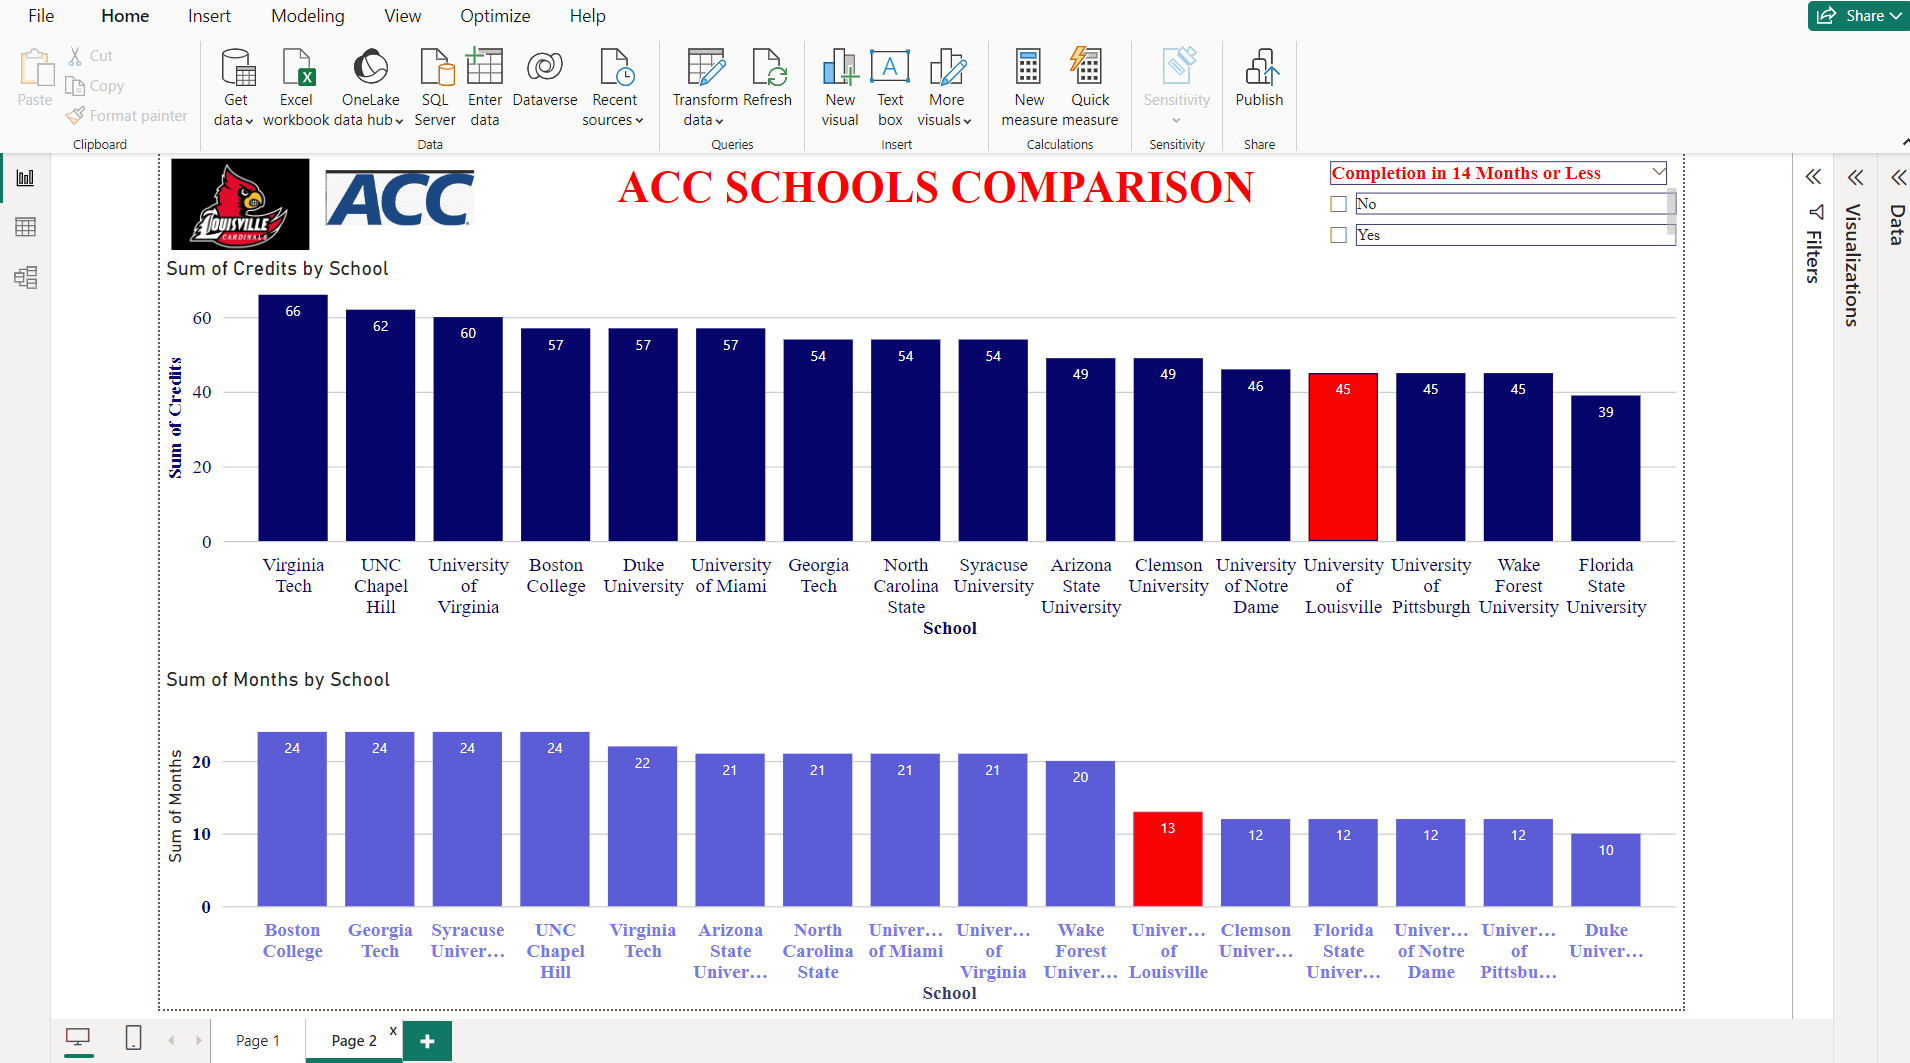 File Home Insert Modeling View Optimize Help
Share
Paste
Cut
Copy
Format painter
Clipboard
Get data
Excel workbook
OneLake data hub
SQL Server
Enter data
Dataverse
Recent sources
Data
Transform data
Refresh
Queries
New visual
Text box
More visuals
Insert
New measure
Quick measure
Calculations
Sensitivity
Sensitivity
Publish
Share
LOUISVILLE
CARDINALS
ACC
ACC SCHOOLS COMPARISON
Completion in 14 Months or Less
No
Yes
Filters
Visualizations
Data
Sum of Credits by School
Sum of Credits
60
40
20
0
66 62 60 57 57 57 54 54 54 49 49 46 45 45 45 39
Virginia Tech
UNC Chapel Hill
University of Virginia
Boston College
Duke University
University of Miami
Georgia Tech
North Carolina State
Syracuse University
Arizona State University
Clemson University
University of Notre Dame
University of Louisville
University of Pittsburgh
Wake Forest University
Florida State University
School
Sum of Months by School
Sum of Months
20
10
0
24 24 24 24 22 21 21 21 21 20 13 12 12 12 12 10
Boston College
Georgia Tech
Syracuse Univer...
UNC Chapel Hill
Virginia Tech
Arizona State Univer...
North Carolina State
Univer... of Miami
Univer... of Virginia
Wake Forest Univer...
Univer... of Louisville
Clemson Univer...
Florida State Univer...
Univer... of Notre Dame
Univer... of Pittsbu...
Duke Univer...
School
Page 1
Page 2
x
+